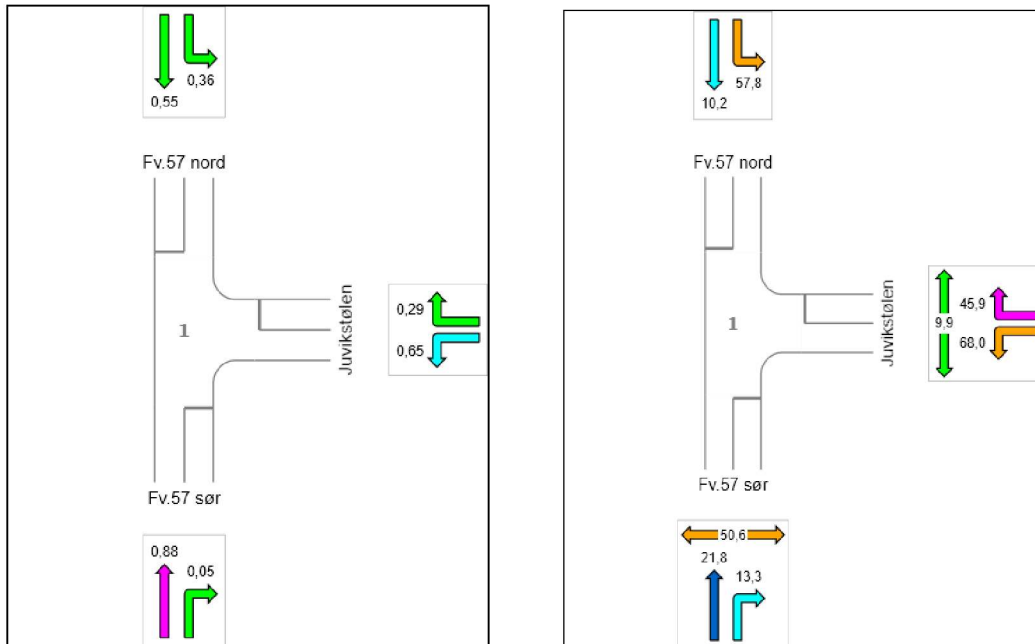 0,36
0,55
Fv.57 nord
0,29
1
0,65
Juvikstølen
Fv.57 sør
0,88
0,05
57,8
10,2
Fv.57 nord
45,9
9,9
1
68,0
Juvikstølen
Fv.57 sør
50,6
21,8
13,3